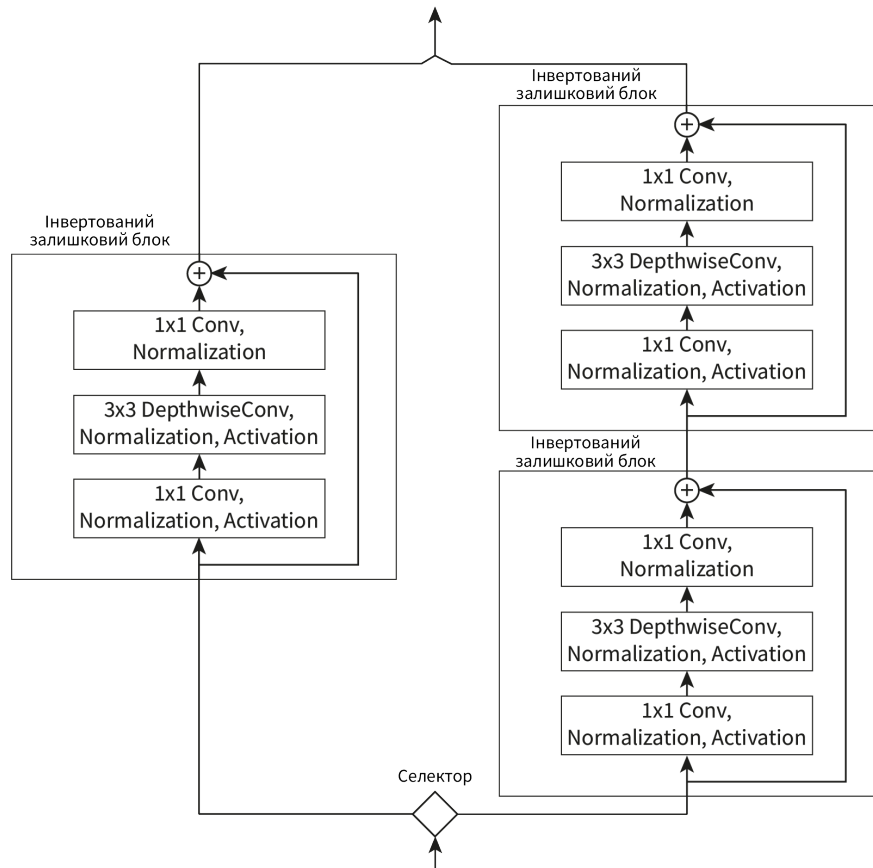 Інвертований
залишковий блок
+
1x1 Conv,
Normalization
3x3 DepthwiseConv,
Normalization, Activation
1x1 Conv,
Normalization, Activation
Інвертований
залишковий блок
+
1x1 Conv,
Normalization
3x3 DepthwiseConv,
Normalization, Activation
1x1 Conv,
Normalization, Activation
Інвертований
залишковий блок
+
1x1 Conv,
Normalization
3x3 DepthwiseConv,
Normalization, Activation
1x1 Conv,
Normalization, Activation
Селектор